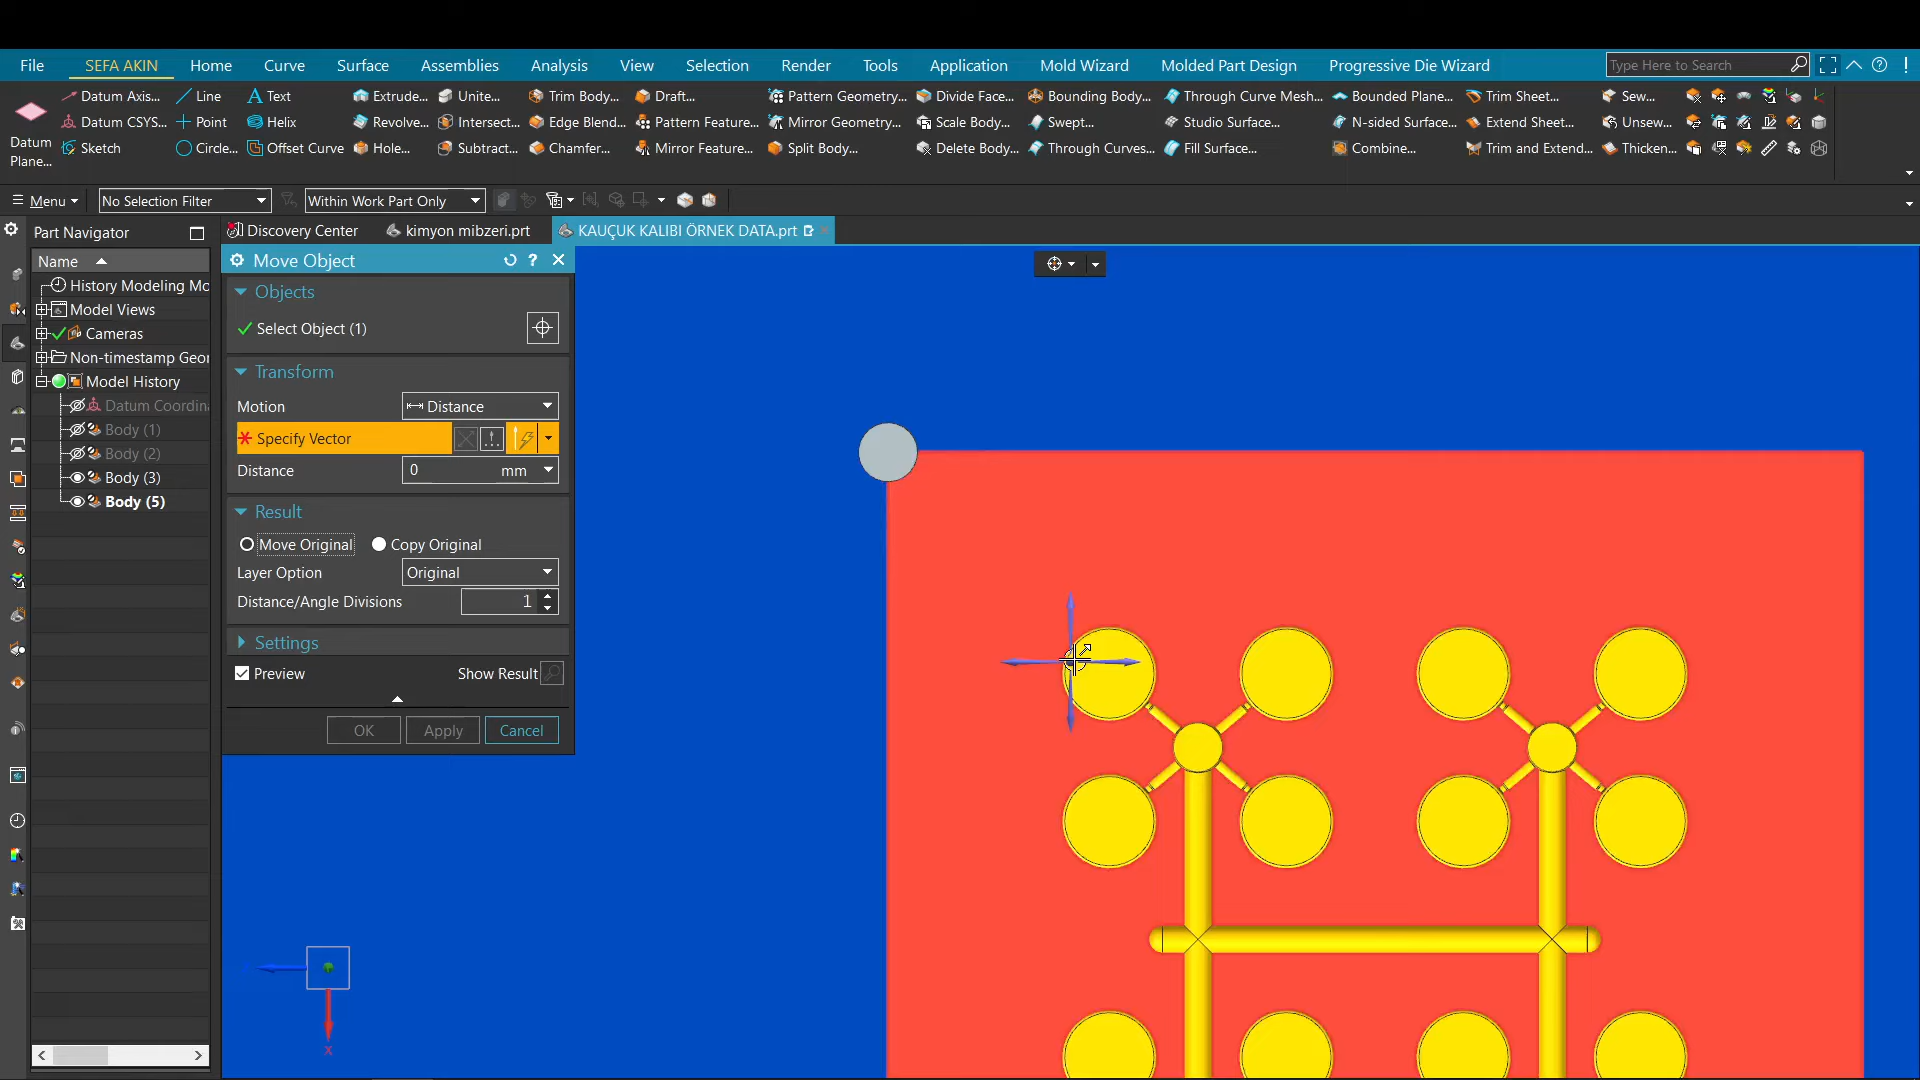 File SEFA AKIN Home Curve Surface Assemblies Analysis View Selection Render Tools Application Mold Wizard Molded Part Design Progressive Die Wizard Type Here to Search
Datum Plane...
Datum Axis... Line Text Extrude... Unite... Trim Body... Draft... Pattern Geometry... Divide Face... Bounding Body... Through Curve Mesh... Bounded Plane... Trim Sheet... Sew...
Datum CSYS... Point Helix Revolve... Intersect... Edge Blend... Pattern Feature... Mirror Geometry... Scale Body... Swept... Studio Surface... N-sided Surface... Extend Sheet... Unsew...
Sketch Circle... Offset Curve Hole... Subtract... Chamfer... Mirror Feature... Split Body... Delete Body... Through Curves... Fill Surface... Combine... Trim and Extend... Thicken...
Menu No Selection Filter Within Work Part Only
Part Navigator
Discovery Center kimyon mibzeri.prt KAUÇUK KALIBI ÖRNEK DATA.prt
Name
History Modeling Mo
Model Views
Cameras
Non-timestamp Geor
Model History
Datum Coordina
Body (1)
Body (2)
Body (3)
Body (5)
Move Object
Objects
Select Object (1)
Transform
Motion Distance
Specify Vector
Distance 0 mm
Result
Move Original Copy Original
Layer Option Original
Distance/Angle Divisions 1
Settings
Preview Show Result
OK Apply Cancel
X